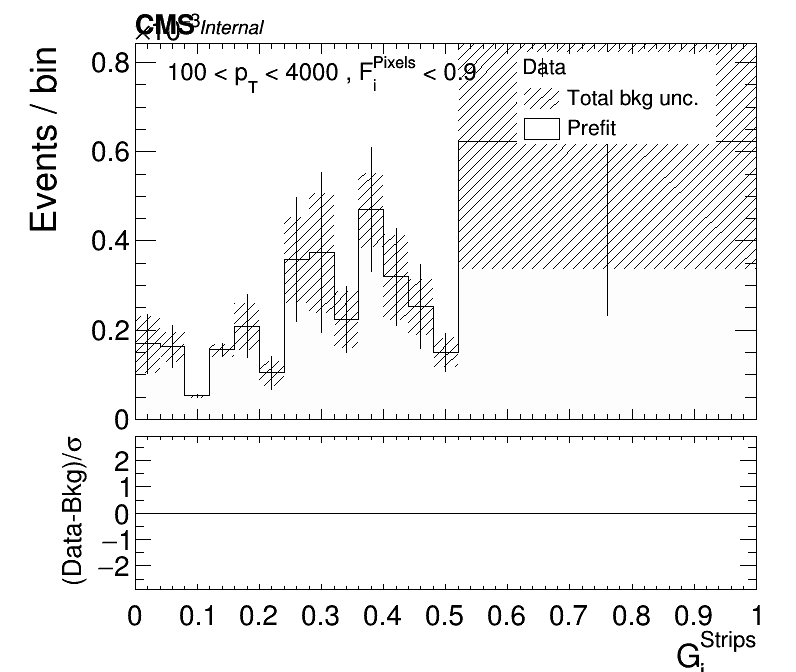 CMS Internal
×10³
100 < p_T < 4000 , F_i^Pixels < 0.9
Data
Total bkg unc.
Prefit
Events / bin
0.8
0.6
0.4
0.2
0
(Data-Bkg)/σ
2
1
0
−1
−2
0 0.1 0.2 0.3 0.4 0.5 0.6 0.7 0.8 0.9 1
G_i^Strips